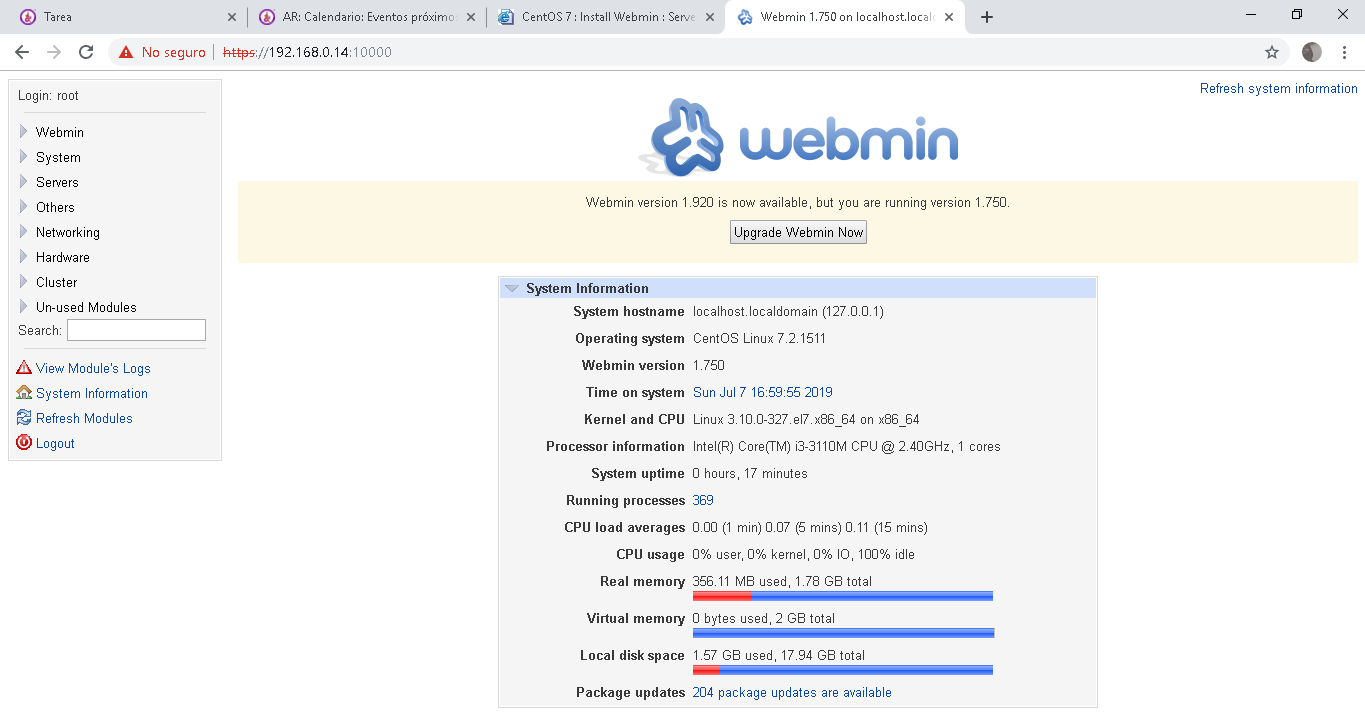 Tarea
AR: Calendario: Eventos próximos
CentOS 7 : Install Webmin : Serve
Webmin 1.750 on localhost.locald
No seguro
https://192.168.0.14:10000
Login: root
Webmin
System
Servers
Others
Networking
Hardware
Cluster
Un-used Modules
Search:
View Module's Logs
System Information
Refresh Modules
Logout
Refresh system information
webmin
Webmin version 1.920 is now available, but you are running version 1.750.
Upgrade Webmin Now
System Information
System hostname localhost.localdomain (127.0.0.1)
Operating system CentOS Linux 7.2.1511
Webmin version 1.750
Time on system Sun Jul 7 16:59:55 2019
Kernel and CPU Linux 3.10.0-327.el7.x86_64 on x86_64
Processor information Intel(R) Core(TM) i3-3110M CPU @ 2.40GHz, 1 cores
System uptime 0 hours, 17 minutes
Running processes 369
CPU load averages 0.00 (1 min) 0.07 (5 mins) 0.11 (15 mins)
CPU usage 0% user, 0% kernel, 0% IO, 100% idle
Real memory 356.11 MB used, 1.78 GB total
Virtual memory 0 bytes used, 2 GB total
Local disk space 1.57 GB used, 17.94 GB total
Package updates 204 package updates are available